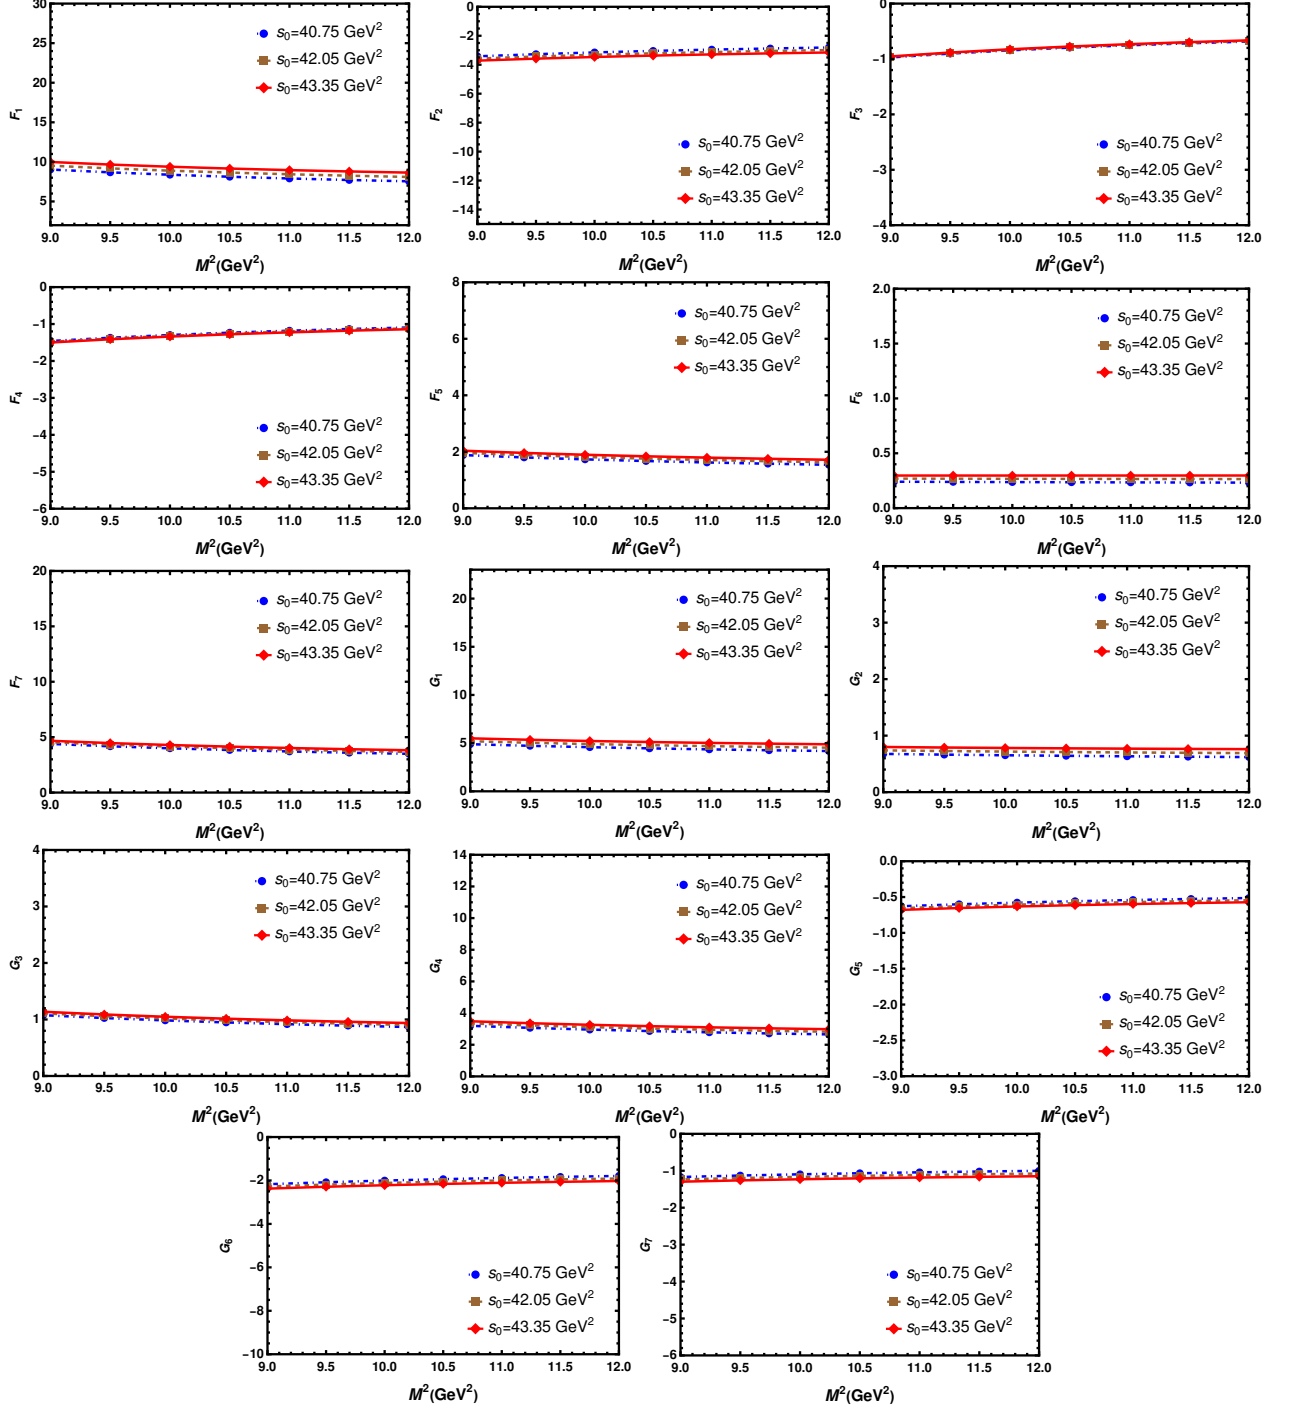 30
25
20
15
10
5
F₁
s₀=40.75 GeV²
s₀=42.05 GeV²
s₀=43.35 GeV²
9.0 9.5 10.0 10.5 11.0 11.5 12.0
M²(GeV²)
0
−2
−4
−6
−8
−10
−12
−14
F₂
s₀=40.75 GeV²
s₀=42.05 GeV²
s₀=43.35 GeV²
9.0 9.5 10.0 10.5 11.0 11.5 12.0
M²(GeV²)
0
−1
−2
−3
−4
F₃
s₀=40.75 GeV²
s₀=42.05 GeV²
s₀=43.35 GeV²
9.0 9.5 10.0 10.5 11.0 11.5 12.0
M²(GeV²)
0
−1
−2
−3
−4
−5
−6
F₄
s₀=40.75 GeV²
s₀=42.05 GeV²
s₀=43.35 GeV²
9.0 9.5 10.0 10.5 11.0 11.5 12.0
M²(GeV²)
8
6
4
2
0
F₅
s₀=40.75 GeV²
s₀=42.05 GeV²
s₀=43.35 GeV²
9.0 9.5 10.0 10.5 11.0 11.5 12.0
M²(GeV²)
2.0
1.5
1.0
0.5
0.0
F₆
s₀=40.75 GeV²
s₀=42.05 GeV²
s₀=43.35 GeV²
9.0 9.5 10.0 10.5 11.0 11.5 12.0
M²(GeV²)
20
15
10
5
0
F₇
s₀=40.75 GeV²
s₀=42.05 GeV²
s₀=43.35 GeV²
9.0 9.5 10.0 10.5 11.0 11.5 12.0
M²(GeV²)
20
15
10
5
0
G₁
s₀=40.75 GeV²
s₀=42.05 GeV²
s₀=43.35 GeV²
9.0 9.5 10.0 10.5 11.0 11.5 12.0
M²(GeV²)
4
3
2
1
0
G₂
s₀=40.75 GeV²
s₀=42.05 GeV²
s₀=43.35 GeV²
9.0 9.5 10.0 10.5 11.0 11.5 12.0
M²(GeV²)
4
3
2
1
0
G₃
s₀=40.75 GeV²
s₀=42.05 GeV²
s₀=43.35 GeV²
9.0 9.5 10.0 10.5 11.0 11.5 12.0
M²(GeV²)
14
12
10
8
6
4
2
0
G₄
s₀=40.75 GeV²
s₀=42.05 GeV²
s₀=43.35 GeV²
9.0 9.5 10.0 10.5 11.0 11.5 12.0
M²(GeV²)
0.0
−0.5
−1.0
−1.5
−2.0
−2.5
−3.0
G₅
s₀=40.75 GeV²
s₀=42.05 GeV²
s₀=43.35 GeV²
9.0 9.5 10.0 10.5 11.0 11.5 12.0
M²(GeV²)
0
−2
−4
−6
−8
−10
G₆
s₀=40.75 GeV²
s₀=42.05 GeV²
s₀=43.35 GeV²
9.0 9.5 10.0 10.5 11.0 11.5 12.0
M²(GeV²)
0
−1
−2
−3
−4
−5
−6
G₇
s₀=40.75 GeV²
s₀=42.05 GeV²
s₀=43.35 GeV²
9.0 9.5 10.0 10.5 11.0 11.5 12.0
M²(GeV²)